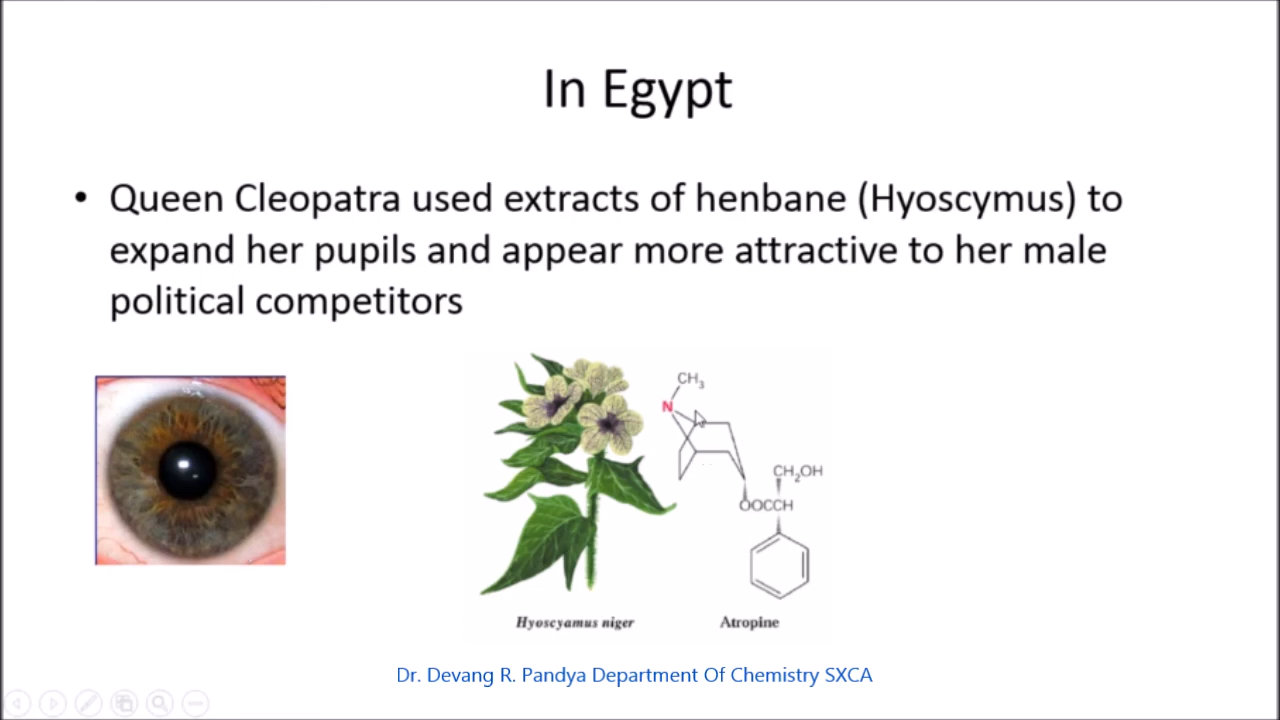 In Egypt
• Queen Cleopatra used extracts of henbane (Hyoscymus) to
expand her pupils and appear more attractive to her male
political competitors
CH3
N
CH2OH
OOCCH
Hyoscyamus niger
Atropine
Dr. Devang R. Pandya Department Of Chemistry SXCA